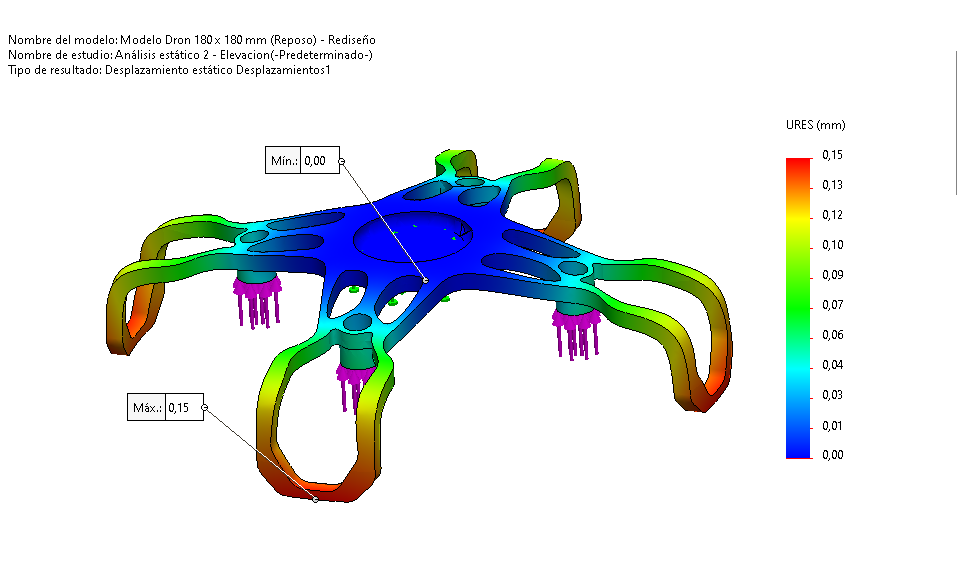 Nombre del modelo: Modelo Dron 180 x 180 mm (Reposo) - Rediseño
Nombre de estudio: Análisis estático 2 - Elevacion(-Predeterminado-)
Tipo de resultado: Desplazamiento estático Desplazamientos1
URES (mm)
0,15
0,13
0,12
0,10
0,09
0,07
0,06
0,04
0,03
0,01
0,00
Mín.: 0,00
Máx.: 0,15